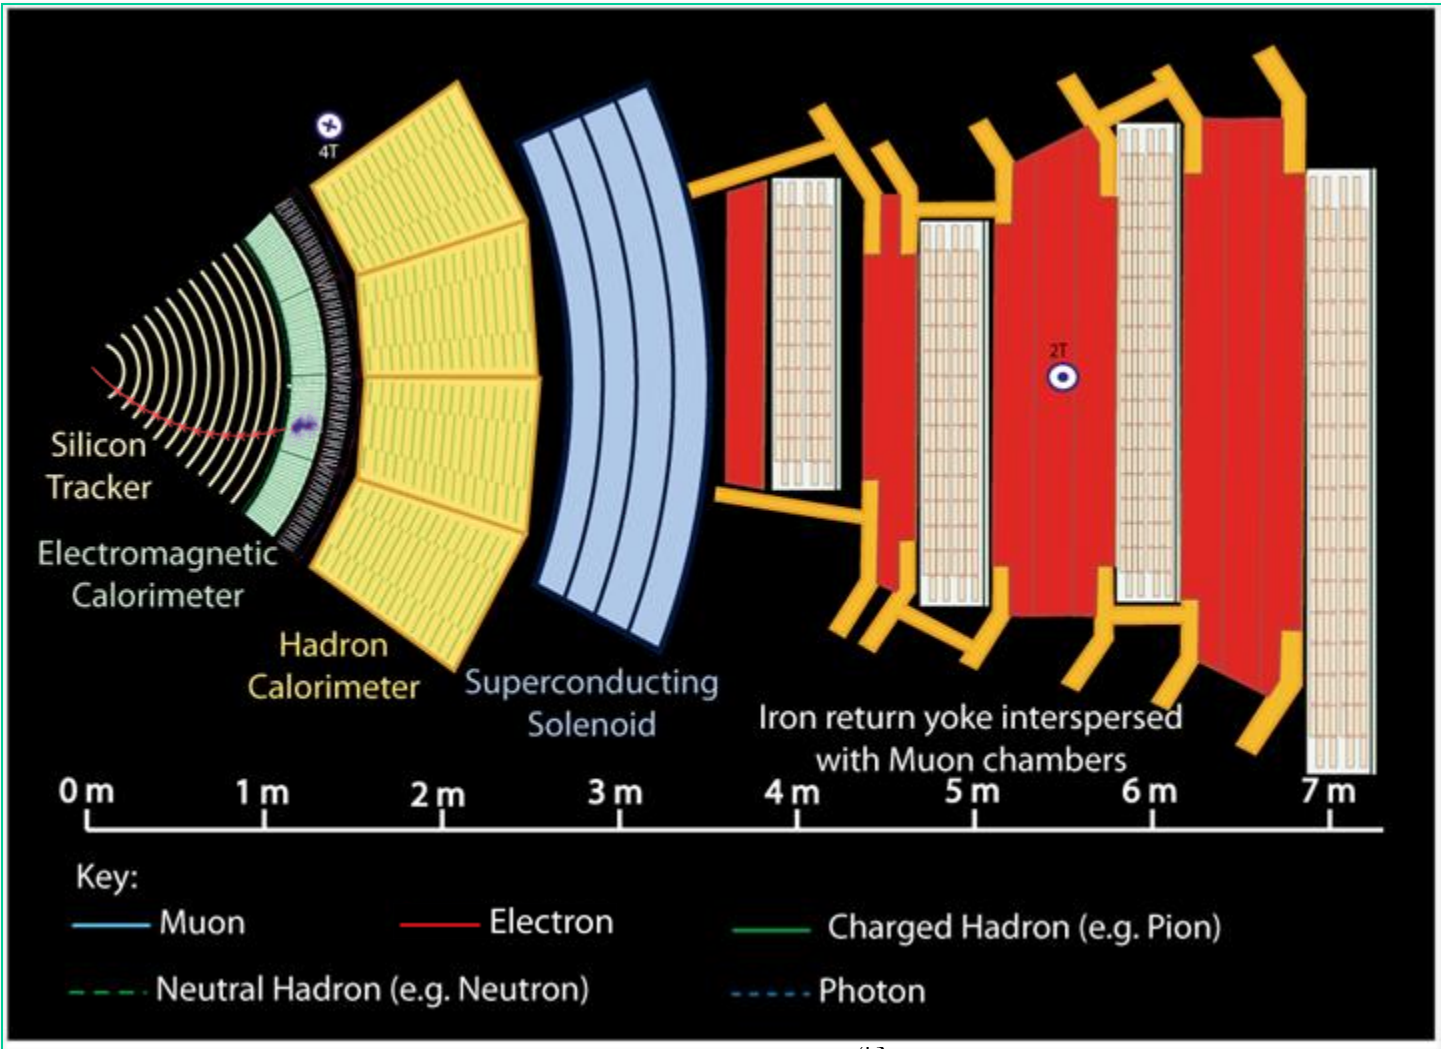 4T
2T
Silicon
Tracker
Electromagnetic
Calorimeter
Hadron
Calorimeter
Superconducting
Solenoid
Iron return yoke interspersed
with Muon chambers
0 m 1 m 2 m 3 m 4 m 5 m 6 m 7 m
Key:
Muon Electron Charged Hadron (e.g. Pion)
Neutral Hadron (e.g. Neutron) Photon